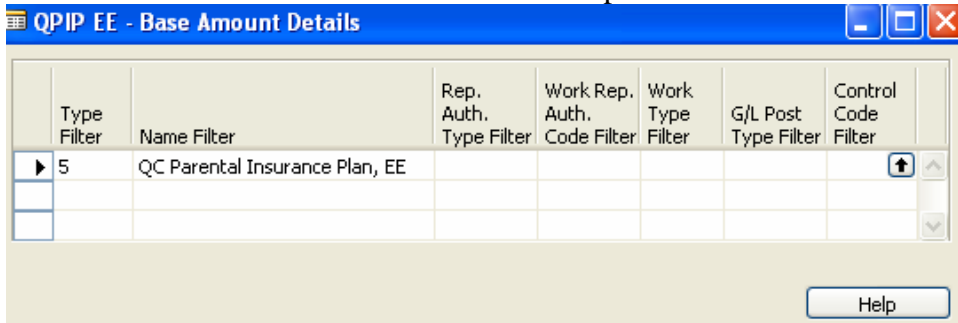 QPIP EE - Base Amount Details
Type Filter
Name Filter
Rep. Auth. Type Filter
Work Rep. Auth. Code Filter
Work Type Filter
G/L Post Type Filter
Control Code Filter
5 QC Parental Insurance Plan, EE
Help